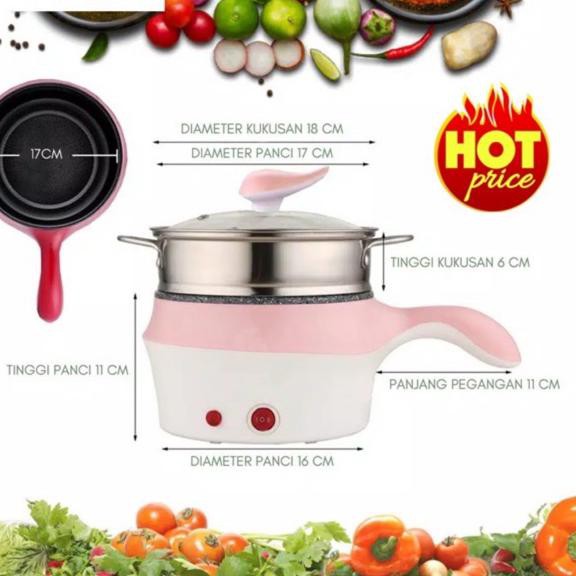 DIAMETER KUKUSAN 18 CM
DIAMETER PANCI 17 CM
17CM
HOT
price
TINGGI KUKUSAN 6 CM
TINGGI PANCI 11 CM
PANJANG PEGANGAN 11 CM
DIAMETER PANCI 16 CM